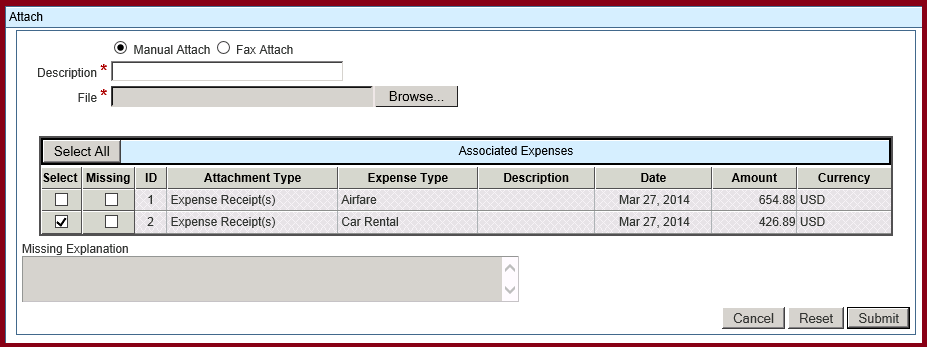 Attach
Manual Attach Fax Attach
Description *
File * Browse...
Select All Associated Expenses
Select Missing ID Attachment Type Expense Type Description Date Amount Currency
1 Expense Receipt(s) Airfare Mar 27, 2014 654.88 USD
2 Expense Receipt(s) Car Rental Mar 27, 2014 426.89 USD
Missing Explanation
Cancel Reset Submit